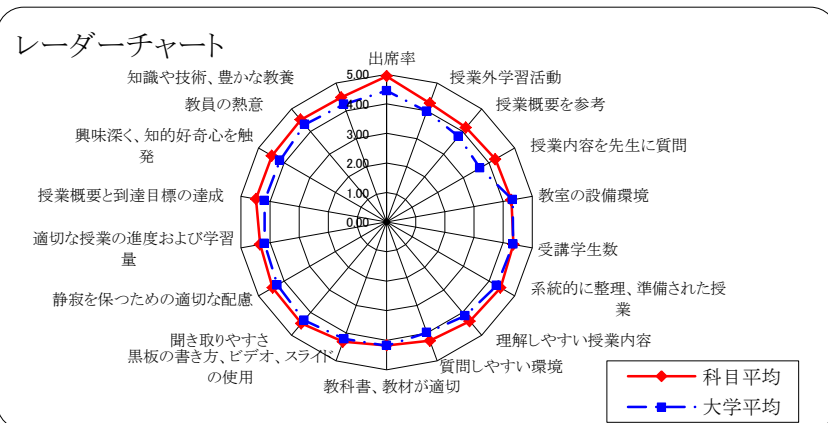 レーダーチャート
出席率
授業外学習活動
授業概要を参考
授業内容を先生に質問
教室の設備環境
受講学生数
系統的に整理、準備された授
業
理解しやすい授業内容
質問しやすい環境
教科書、教材が適切
黒板の書き方、ビデオ、スライド
の使用
聞き取りやすさ
静寂を保つための適切な配慮
適切な授業の進度および学習
量
授業概要と到達目標の達成
興味深く、知的好奇心を触
発
教員の熱意
知識や技術、豊かな教養
5.00
4.00
3.00
2.00
1.00
0.00
科目平均
大学平均